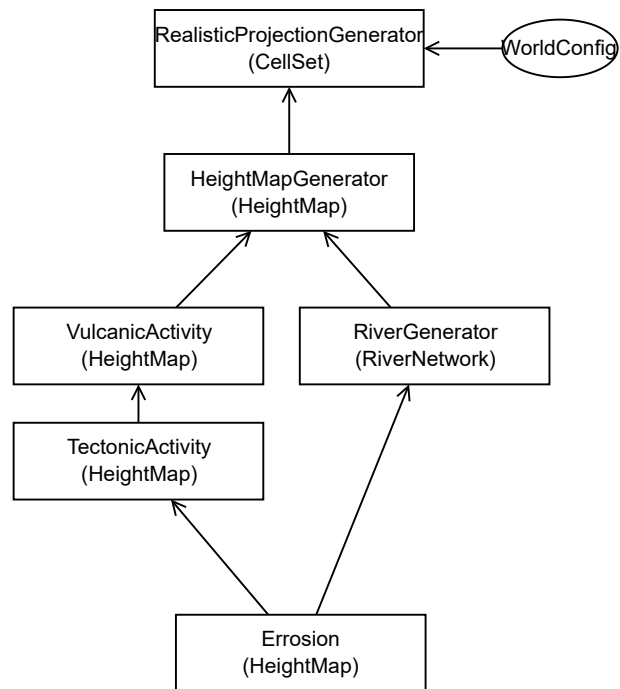 RealisticProjectionGenerator
(CellSet)
WorldConfig
HeightMapGenerator
(HeightMap)
VulcanicActivity
(HeightMap)
RiverGenerator
(RiverNetwork)
TectonicActivity
(HeightMap)
Errosion
(HeightMap)